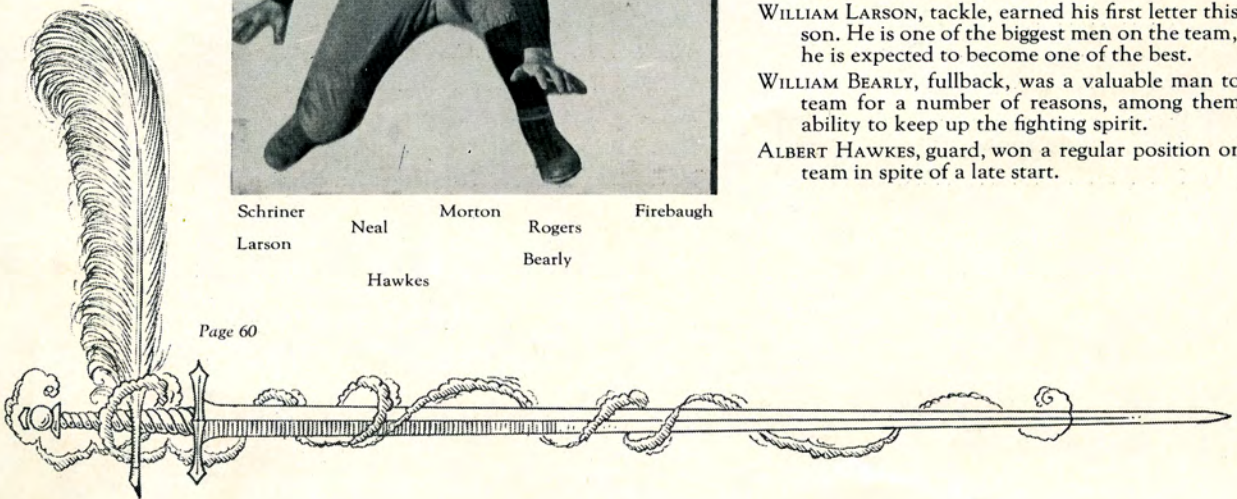 WILLIAM LARSON, tackle, earned his first letter this
son. He is one of the biggest men on the team,
he is expected to become one of the best.
WILLIAM BEARLY, fullback, was a valuable man to
team for a number of reasons, among them
ability to keep up the fighting spirit.
ALBERT HAWKES, guard, won a regular position on
team in spite of a late start.
Schriner Neal Morton Rogers Firebaugh
Larson Bearly
Hawkes
Page 60